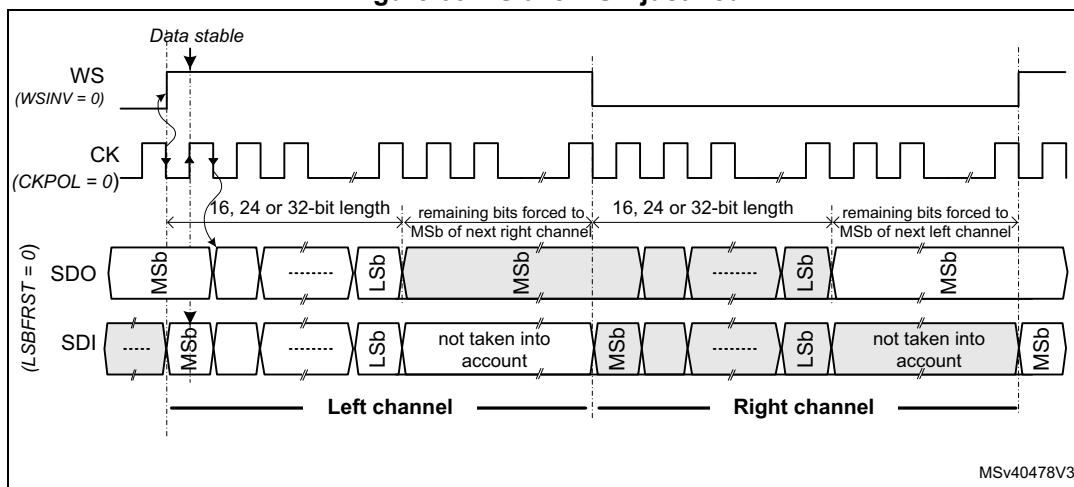 Data stable
WS
(WSINV = 0)
CK
(CKPOL = 0)
16, 24 or 32-bit length
remaining bits forced to
MSb of next right channel
16, 24 or 32-bit length
remaining bits forced to
MSb of next left channel
(LSBFRST = 0)
SDO
MSb
--------
LSb
MSb
--------
LSb
MSb
SDI
-----
MSb
--------
LSb
not taken into
account
MSb
--------
LSb
not taken into
account
MSb
Left channel
Right channel
MSv40478V3